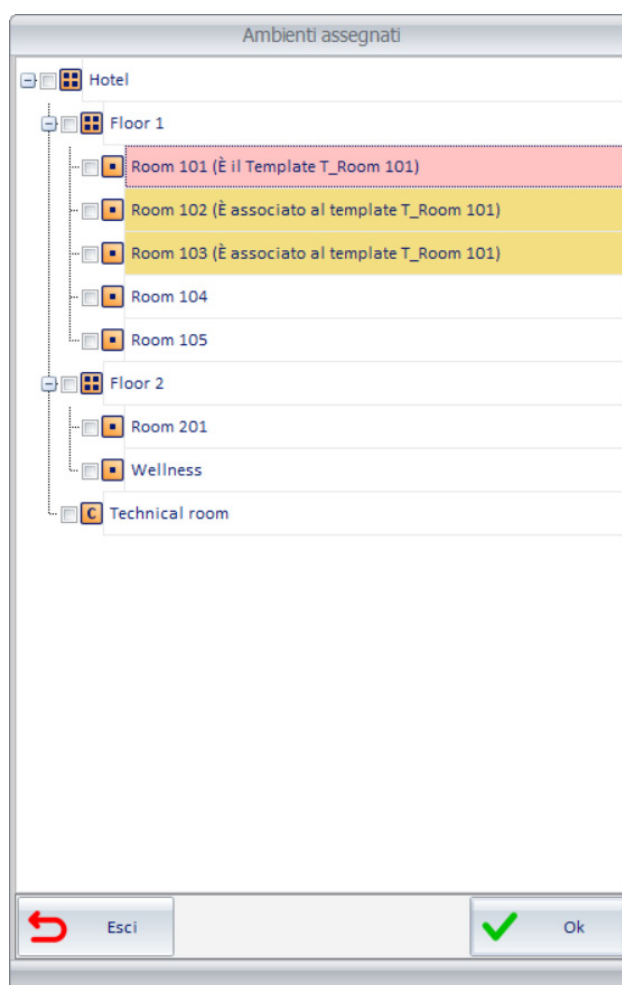 Ambienti assegnati
Hotel
Floor 1
Room 101 (È il Template T_Room 101)
Room 102 (È associato al template T_Room 101)
Room 103 (È associato al template T_Room 101)
Room 104
Room 105
Floor 2
Room 201
Wellness
C Technical room
Esci Ok